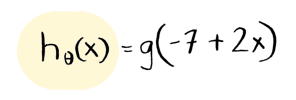 hθ(x) = g(-7 + 2x)